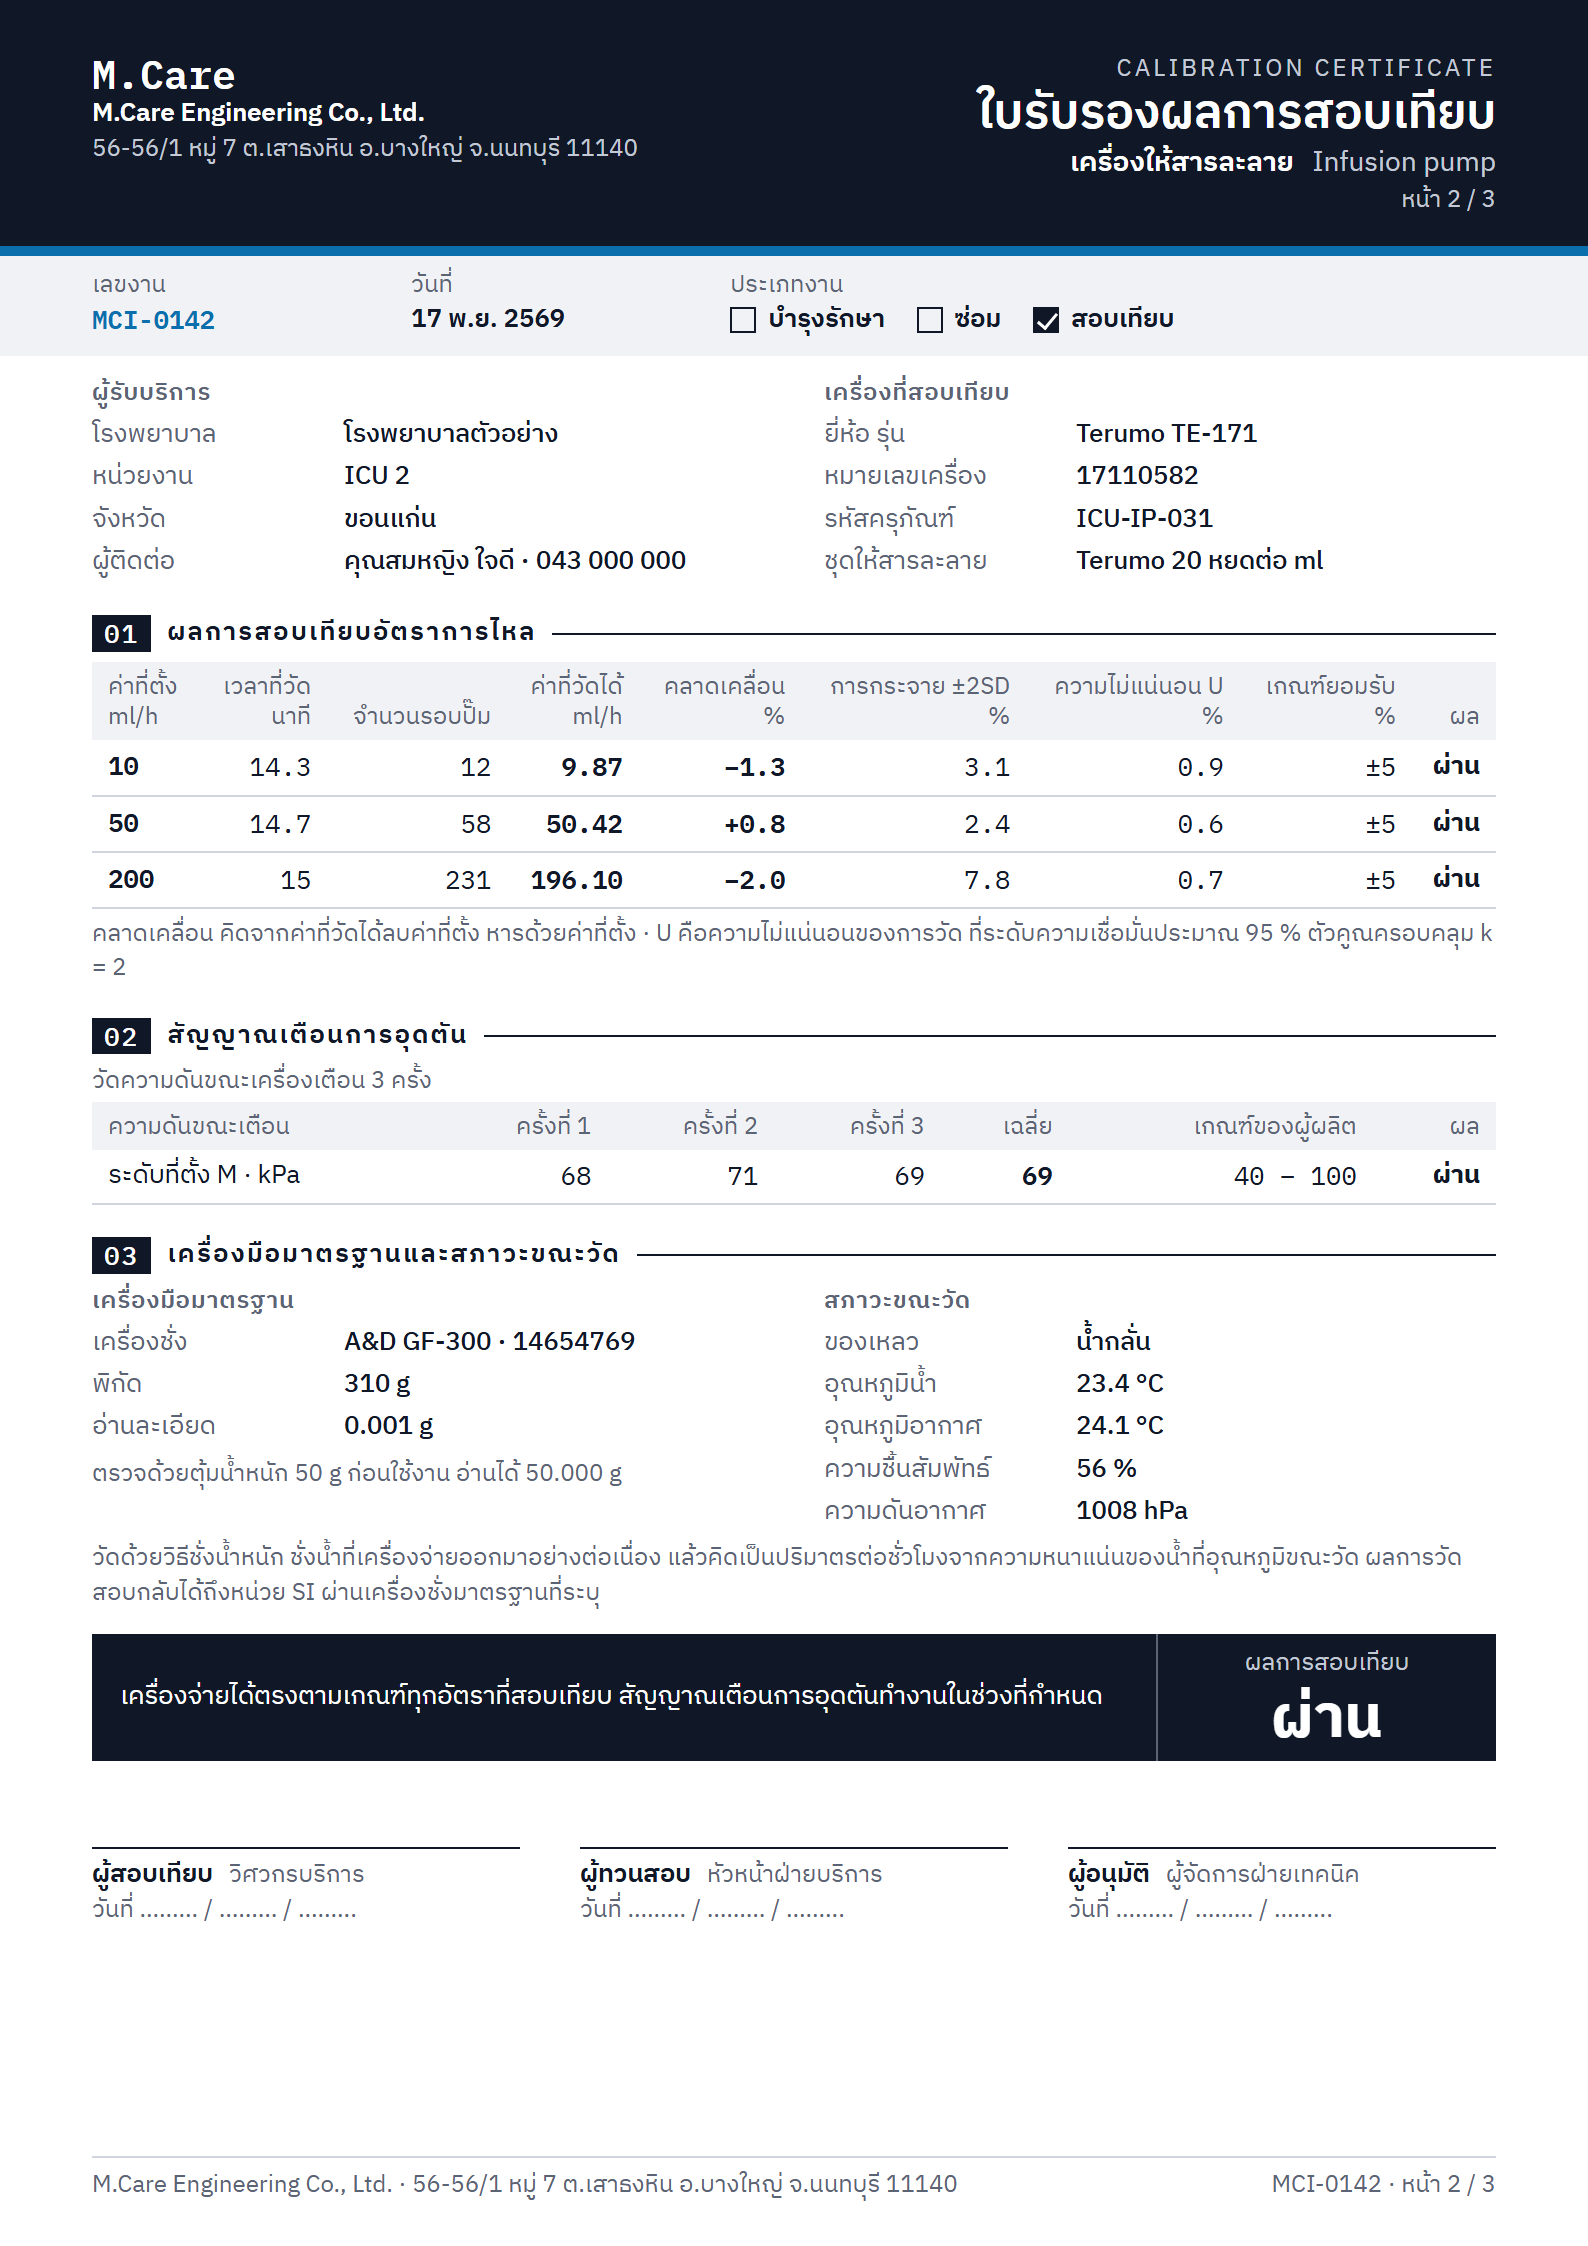 M.Care
M.Care Engineering Co., Ltd.
56-56/1 หมู่ 7 ต.เสาธงหิน อ.บางใหญ่ จ.นนทบุรี 11140
CALIBRATION CERTIFICATE
ใบรับรองผลการสอบเทียบ
เครื่องให้สารละลาย Infusion pump
หน้า 2 / 3
เลขงาน วันที่ ประเภทงาน
MCI-0142 17 พ.ย. 2569 บำรุงรักษา ซ่อม สอบเทียบ
ผู้รับบริการ
โรงพยาบาล โรงพยาบาลตัวอย่าง
หน่วยงาน ICU 2
จังหวัด ขอนแก่น
ผู้ติดต่อ คุณสมหญิง ใจดี · 043 000 000
เครื่องที่สอบเทียบ
ยี่ห้อ รุ่น Terumo TE-171
หมายเลขเครื่อง 17110582
รหัสครุภัณฑ์ ICU-IP-031
ชุดให้สารละลาย Terumo 20 หยดต่อ ml
01 ผลการสอบเทียบอัตราการไหล
ค่าที่ตั้ง เวลาที่วัด ค่าที่วัดได้ คลาดเคลื่อน การกระจาย ±2SD ความไม่แน่นอน U เกณฑ์ยอมรับ
ml/h นาที จำนวนรอบปั๊ม ml/h % % % % ผล
10 14.3 12 9.87 −1.3 3.1 0.9 ±5 ผ่าน
50 14.7 58 50.42 +0.8 2.4 0.6 ±5 ผ่าน
200 15 231 196.10 −2.0 7.8 0.7 ±5 ผ่าน
คลาดเคลื่อน คิดจากค่าที่วัดได้ลบค่าที่ตั้ง หารด้วยค่าที่ตั้ง · U คือความไม่แน่นอนของการวัด ที่ระดับความเชื่อมั่นประมาณ 95 % ตัวคูณครอบคลุม k
= 2
02 สัญญาณเตือนการอุดตัน
วัดความดันขณะเครื่องเตือน 3 ครั้ง
ความดันขณะเตือน ครั้งที่ 1 ครั้งที่ 2 ครั้งที่ 3 เฉลี่ย เกณฑ์ของผู้ผลิต ผล
ระดับที่ตั้ง M · kPa 68 71 69 69 40 – 100 ผ่าน
03 เครื่องมือมาตรฐานและสภาวะขณะวัด
เครื่องมือมาตรฐาน
เครื่องชั่ง A&D GF-300 · 14654769
พิกัด 310 g
อ่านละเอียด 0.001 g
ตรวจด้วยตุ้มน้ำหนัก 50 g ก่อนใช้งาน อ่านได้ 50.000 g
สภาวะขณะวัด
ของเหลว น้ำกลั่น
อุณหภูมิน้ำ 23.4 °C
อุณหภูมิอากาศ 24.1 °C
ความชื้นสัมพัทธ์ 56 %
ความดันอากาศ 1008 hPa
วัดด้วยวิธีชั่งน้ำหนัก ชั่งน้ำที่เครื่องจ่ายออกมาอย่างต่อเนื่อง แล้วคิดเป็นปริมาตรต่อชั่วโมงจากความหนาแน่นของน้ำที่อุณหภูมิขณะวัด ผลการวัด
สอบกลับได้ถึงหน่วย SI ผ่านเครื่องชั่งมาตรฐานที่ระบุ
เครื่องจ่ายได้ตรงตามเกณฑ์ทุกอัตราที่สอบเทียบ สัญญาณเตือนการอุดตันทำงานในช่วงที่กำหนด
ผลการสอบเทียบ
ผ่าน
ผู้สอบเทียบ วิศวกรบริการ
วันที่ ......... / ......... / .........
ผู้ทวนสอบ หัวหน้าฝ่ายบริการ
วันที่ ......... / ......... / .........
ผู้อนุมัติ ผู้จัดการฝ่ายเทคนิค
วันที่ ......... / ......... / .........
M.Care Engineering Co., Ltd. · 56-56/1 หมู่ 7 ต.เสาธงหิน อ.บางใหญ่ จ.นนทบุรี 11140
MCI-0142 · หน้า 2 / 3